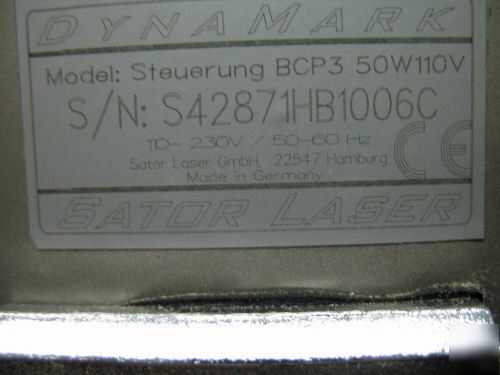 DYNAMARK
Model: Steuerung BCP3 50W110V
S/N: S42871HB1006C
110- 230V / 50-60 Hz
Sator Laser GmbH, 22547 Hamburg
Made in Germany
CE
SATOR LASER